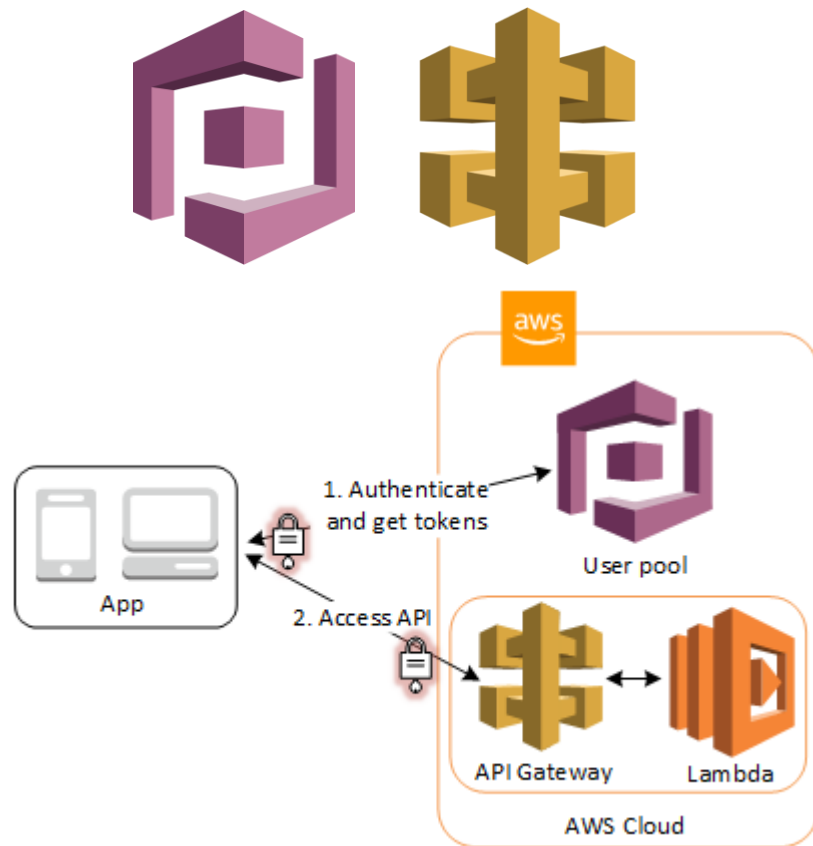 aws
1. Authenticate
and get tokens
User pool
App
2. Access API
API Gateway
Lambda
AWS Cloud